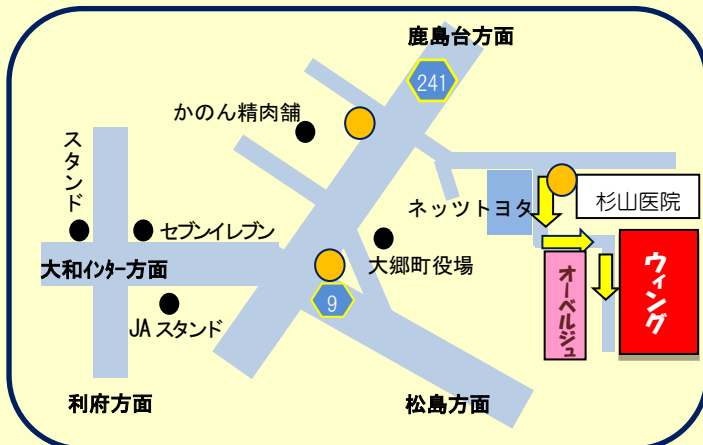 鹿島台方面
241
かのん精肉舗
スタンド
ネッツトヨタ
杉山医院
セブンイレブン
大郷町役場
大和インター方面
ウィング
オーベルジュ
9
JAスタンド
利府方面
松島方面